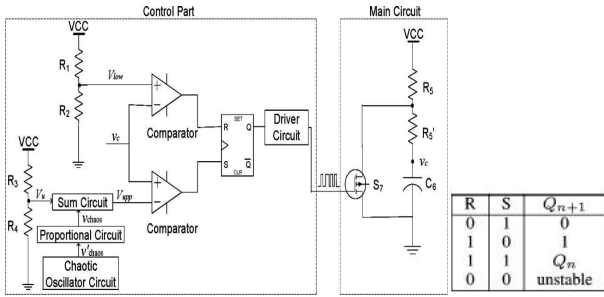 Control Part
Main Circuit
VCC
R1
Vlow
R2
Comparator
vc
VCC
R3
Vu
Sum Circuit
Vupp
R4
vchaos
Proportional Circuit
v'chaos
Chaotic
Oscillator Circuit
Comparator
SET
R Q
S Q
CLR
Driver
Circuit
S7
VCC
R5
R5'
vc
C6
R S Qn+1
0 1 0
1 0 1
1 1 Qn
0 0 unstable